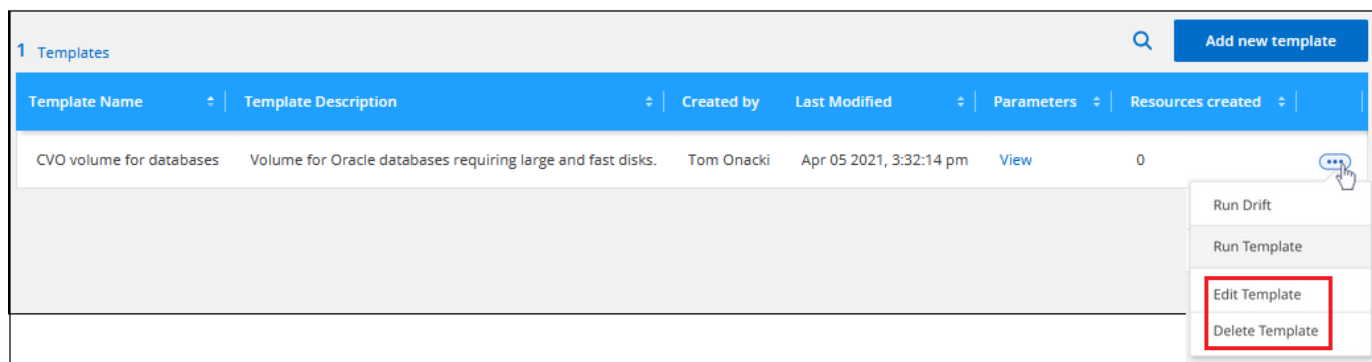 1 Templates
Add new template
Template Name Template Description Created by Last Modified Parameters Resources created
CVO volume for databases Volume for Oracle databases requiring large and fast disks. Tom Onacki Apr 05 2021, 3:32:14 pm View 0
Run Drift
Run Template
Edit Template
Delete Template